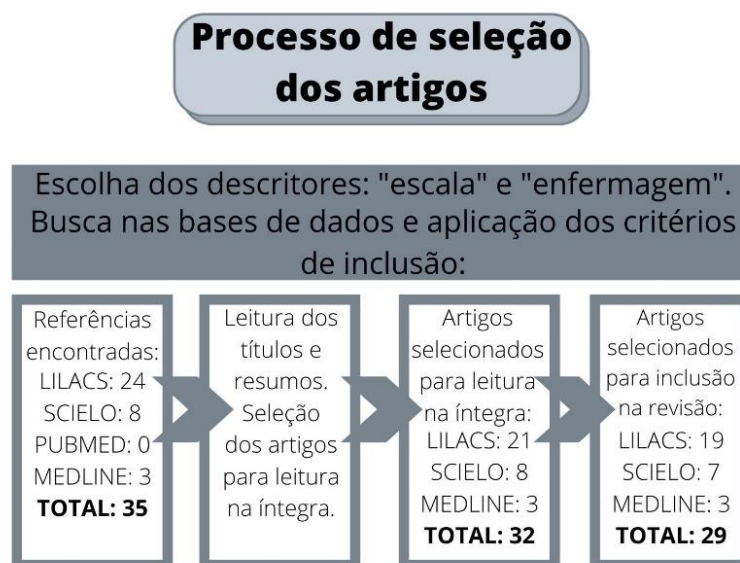 Processo de seleção
dos artigos
Escolha dos descritores: "escala" e "enfermagem".
Busca nas bases de dados e aplicação dos critérios
de inclusão:
Referências
encontradas:
LILACS: 24
SCIELO: 8
PUBMED: 0
MEDLINE: 3
TOTAL: 35
Leitura dos
títulos e
resumos.
Seleção
dos artigos
para leitura
na íntegra.
Artigos
selecionados
para leitura
na íntegra:
LILACS: 21
SCIELO: 8
MEDLINE: 3
TOTAL: 32
Artigos
selecionados
para inclusão
na revisão:
LILACS: 19
SCIELO: 7
MEDLINE: 3
TOTAL: 29